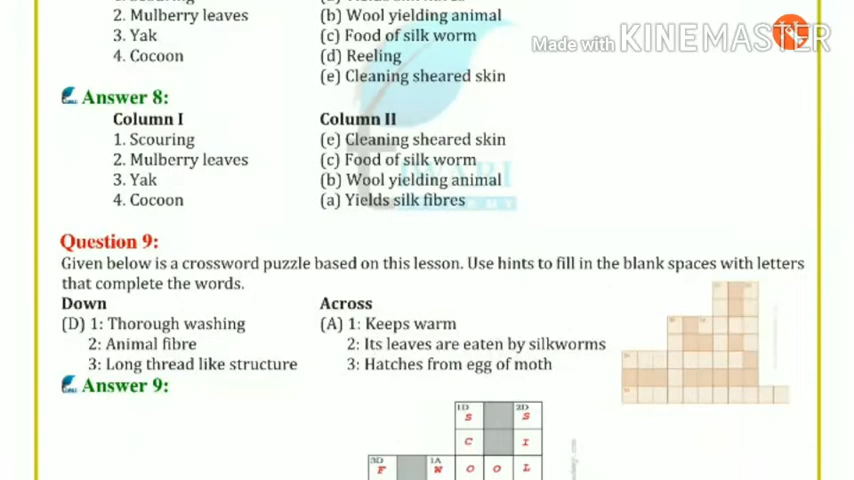 Made with KINEMASTER
2. Mulberry leaves (b) Wool yielding animal
3. Yak (c) Food of silk worm
4. Cocoon (d) Reeling
(e) Cleaning sheared skin
Answer 8:
Column I Column II
1. Scouring (e) Cleaning sheared skin
2. Mulberry leaves (c) Food of silk worm
3. Yak (b) Wool yielding animal
4. Cocoon (a) Yields silk fibres
Question 9:
Given below is a crossword puzzle based on this lesson. Use hints to fill in the blank spaces with letters
that complete the words.
Down Across
(D) 1: Thorough washing (A) 1: Keeps warm
2: Animal fibre 2: Its leaves are eaten by silkworms
3: Long thread like structure 3: Hatches from egg of moth
Answer 9:
1D 2D
S S
C I
3D 1A
F W O O L